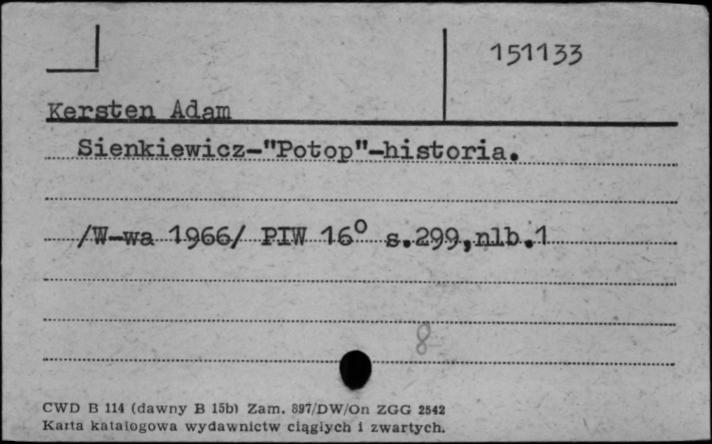 151133
Kersten Adam
Sienkiewicz-"Potop"-historia.
/W-wa 1966/ PIW 16° s.299,nlb.1
8
CWD B 114 (dawny B 15b) Zam. 897/DW/On ZGG 2542
Karta katalogowa wydawnictw ciągłych i zwartych.